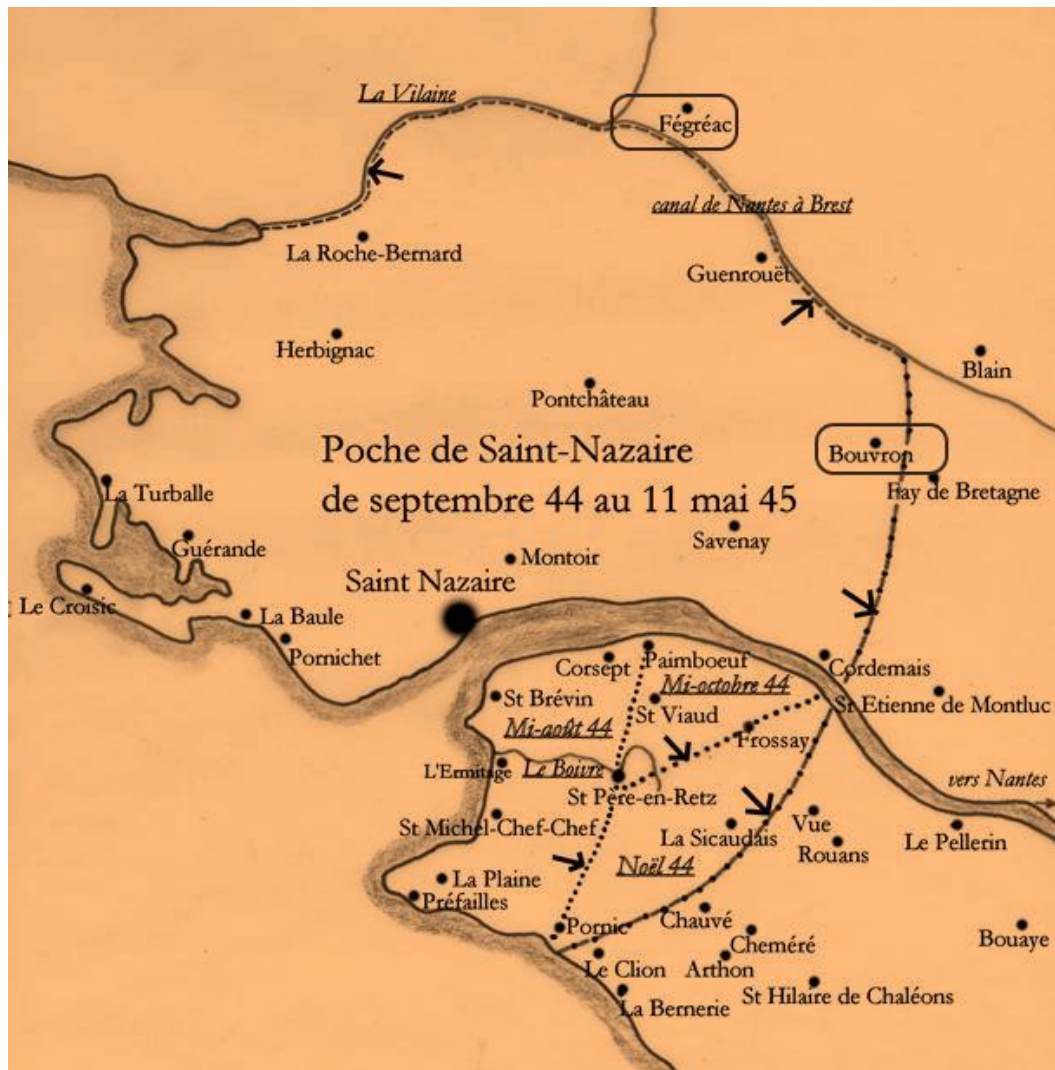 La Vilaine
Fégréac
canal de Nantes à Brest
La Roche-Bernard
Guenrouët
Herbignac
Blain
Pontchâteau
Poche de Saint-Nazaire
de septembre 44 au 11 mai 45
Bouvron
Fay de Bretagne
La Turballe
Guérande
Savenay
Montoir
Saint Nazaire
Le Croisic
La Baule
Pornichet
Corsept
Paimboeuf
Cordemais
Mi-octobre 44
St Brévin
St Viaud
St Etienne de Montluc
Mi-août 44
Frossay
L'Ermitage
Le Boivre
vers Nantes
St Père-en-Retz
St Michel-Chef-Chef
La Sicaudais
Vue
Rouans
Le Pellerin
Noël 44
La Plaine
Préfailles
Chauvé
Pornic
Cheméré
Bouaye
Le Clion
Arthon
La Bernerie
St Hilaire de Chaléons